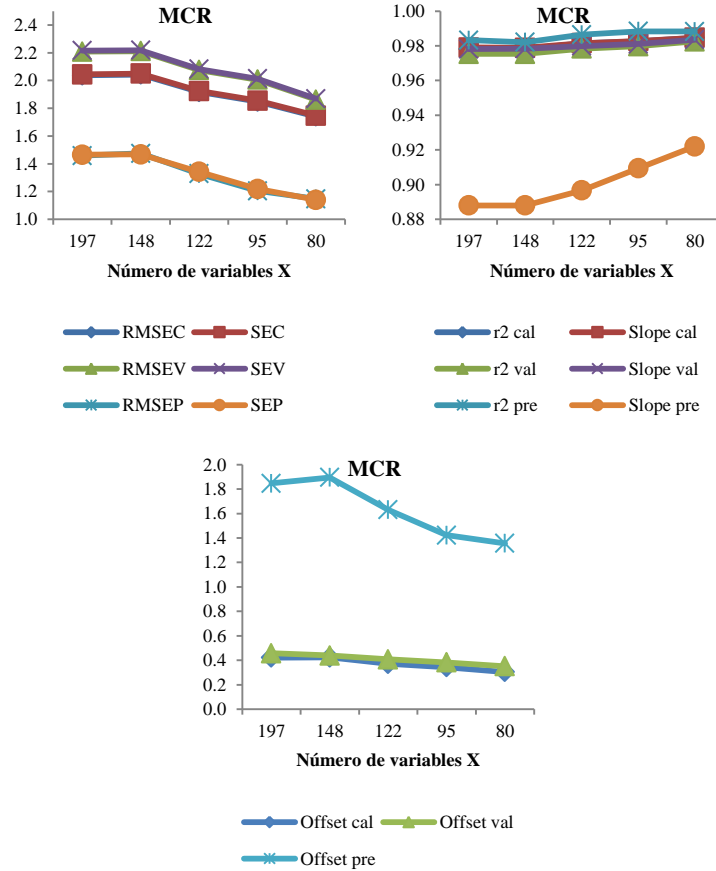 MCR
2.4
2.2
2.0
1.8
1.6
1.4
1.2
1.0
197 148 122 95 80
Número de variables X
RMSEC SEC
RMSEV SEV
RMSEP SEP
MCR
1.00
0.98
0.96
0.94
0.92
0.90
0.88
197 148 122 95 80
Número de variables X
r2 cal Slope cal
r2 val Slope val
r2 pre Slope pre
MCR
2.0
1.8
1.6
1.4
1.2
1.0
0.8
0.6
0.4
0.2
0.0
197 148 122 95 80
Número de variables X
Offset cal Offset val
Offset pre